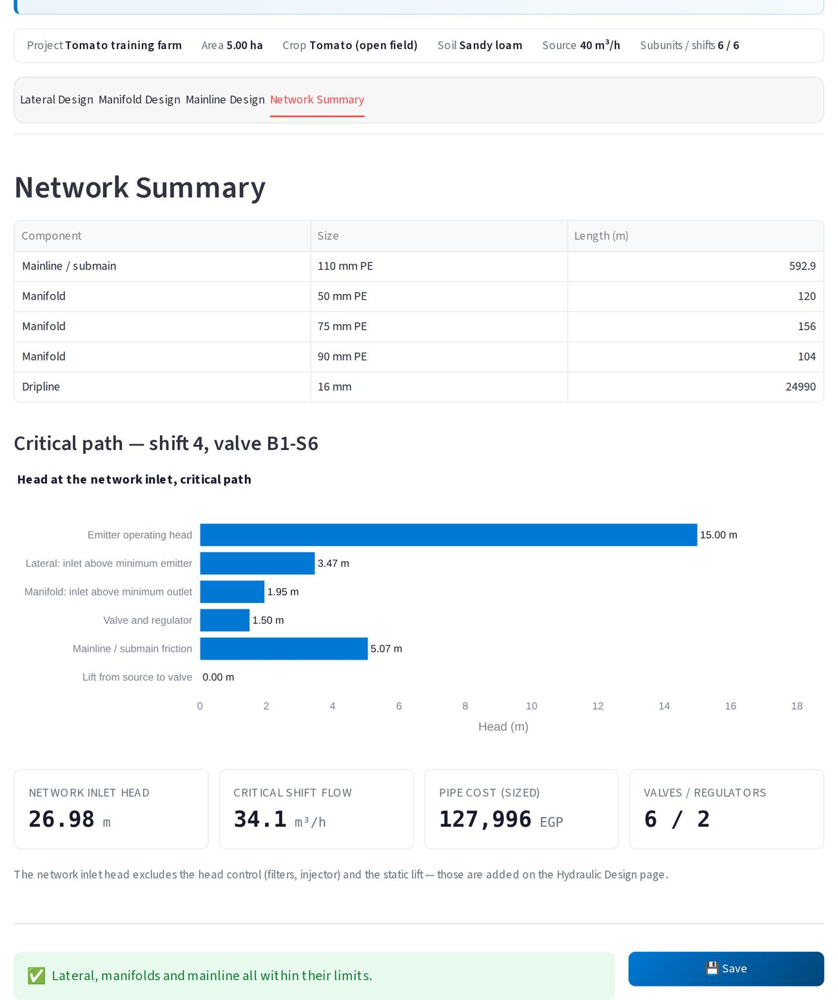 Project Tomato training farm Area 5.00 ha Crop Tomato (open field) Soil Sandy loam Source 40 m³/h Subunits / shifts 6 / 6
Lateral Design Manifold Design Mainline Design Network Summary
Network Summary
Component Size Length (m)
Mainline / submain 110 mm PE 592.9
Manifold 50 mm PE 120
Manifold 75 mm PE 156
Manifold 90 mm PE 104
Dripline 16 mm 24990
Critical path — shift 4, valve B1-S6
Head at the network inlet, critical path
Emitter operating head 15.00 m
Lateral: inlet above minimum emitter 3.47 m
Manifold: inlet above minimum outlet 1.95 m
Valve and regulator 1.50 m
Mainline / submain friction 5.07 m
Lift from source to valve 0.00 m
0 2 4 6 8 10 12 14 16 18
Head (m)
NETWORK INLET HEAD CRITICAL SHIFT FLOW PIPE COST (SIZED) VALVES / REGULATORS
26.98 m 34.1 m³/h 127,996 EGP 6 / 2
The network inlet head excludes the head control (filters, injector) and the static lift — those are added on the Hydraulic Design page.
✅ Lateral, manifolds and mainline all within their limits. 💾 Save